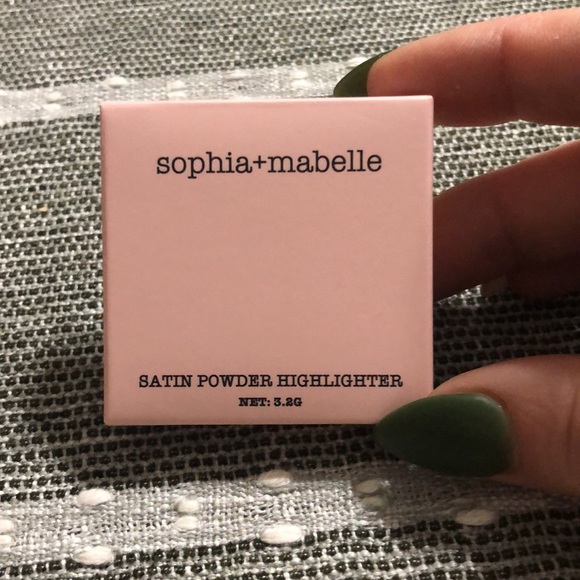 sophia+mabelle
SATIN POWDER HIGHLIGHTER
NET: 3.2G